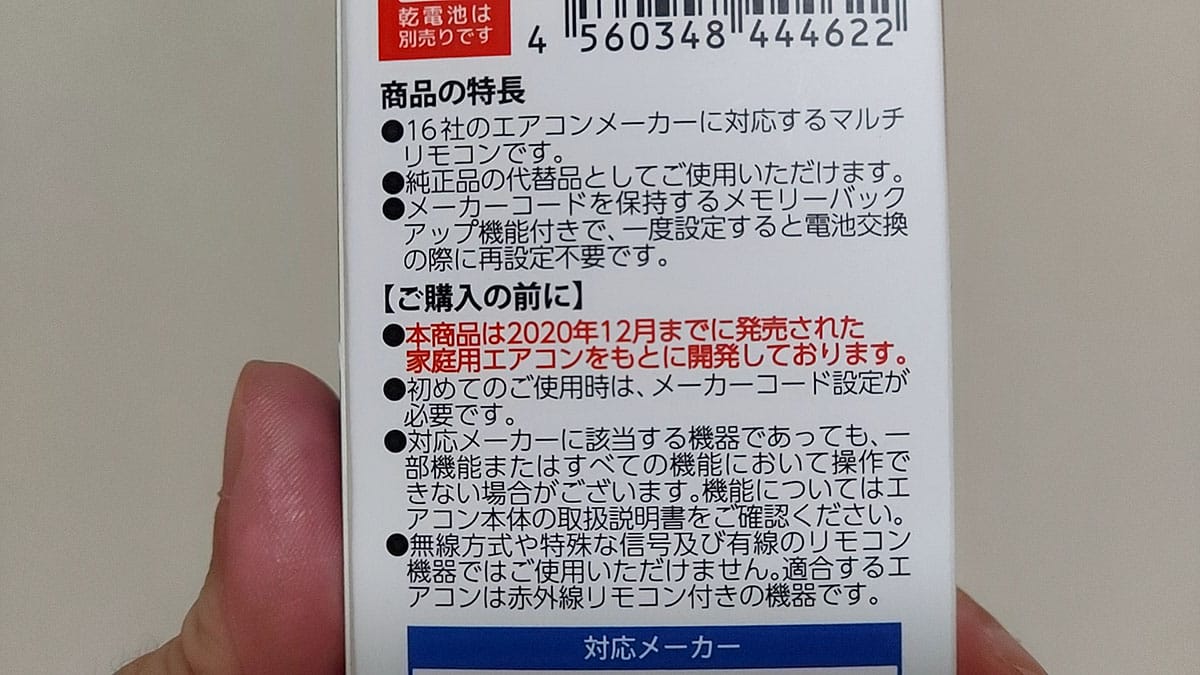 乾電池は
別売りです
4 560348 444622
商品の特長
●16社のエアコンメーカーに対応するマルチ
リモコンです。
●純正品の代替品としてご使用いただけます。
●メーカーコードを保持するメモリーバック
アップ機能付きで、一度設定すると電池交換
の際に再設定不要です。
【ご購入の前に】
●本商品は2020年12月までに発売された
家庭用エアコンをもとに開発しております。
●初めてのご使用時は、メーカーコード設定が
必要です。
●対応メーカーに該当する機器であっても、一
部機能またはすべての機能において操作で
きない場合がございます。機能についてはエ
アコン本体の取扱説明書をご確認ください。
●無線方式や特殊な信号及び有線のリモコン
機器ではご使用いただけません。適合するエ
アコンは赤外線リモコン付きの機器です。
対応メーカー